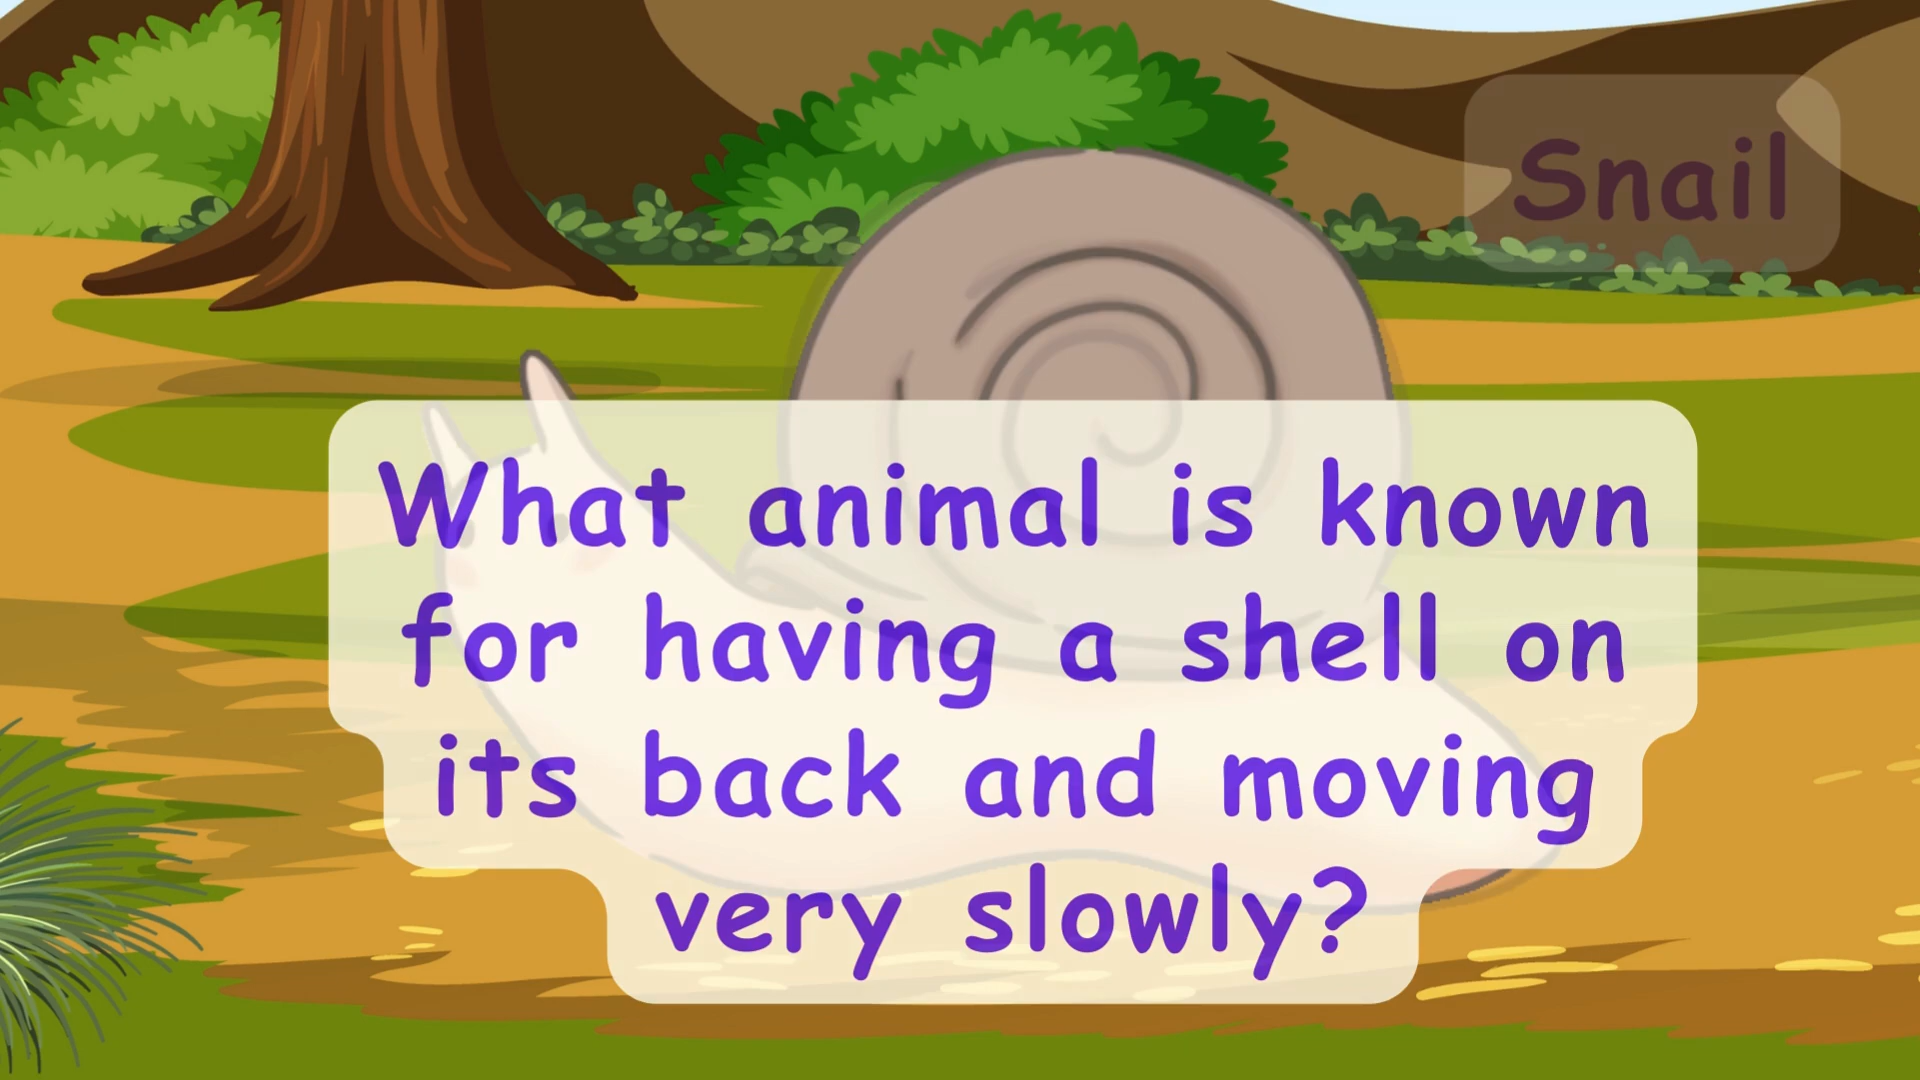 Snail
What animal is known
for having a shell on
its back and moving
very slowly?